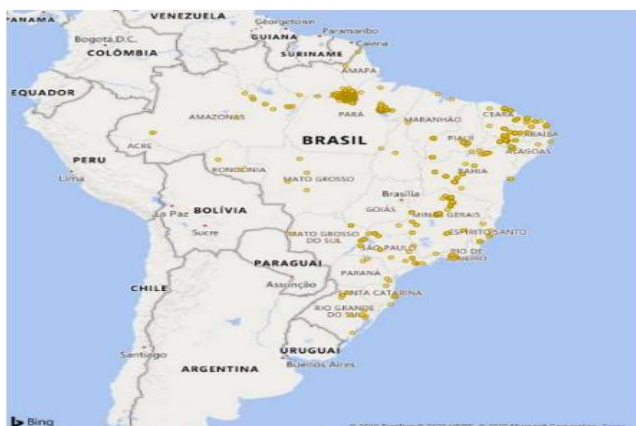 PANAMA
VENEZUELA
Georgetown
Paramaribo
Bogotá D.C.
GUIANA
Caiena
COLÔMBIA
SURINAME
AMAPÁ
EQUADOR
AMAZONAS
PARÁ
MARANHÃO
CEARÁ
PARAÍBA
BRASIL
PIAUÍ
ACRE
ALAGOAS
PERU
RONDÔNIA
BAHIA
Lima
MATO GROSSO
Brasília
BOLÍVIA
GOIÁS
La Paz
MINAS GERAIS
Sucre
MATO GROSSO
DO SUL
ESPÍRITO SANTO
SÃO PAULO
RIO DE
JANEIRO
PARAGUAI
PARANÁ
CHILE
Assunção
SANTA CATARINA
RIO GRANDE
DO SUL
Santiago
URUGUAI
Buenos Aires
ARGENTINA
Bing